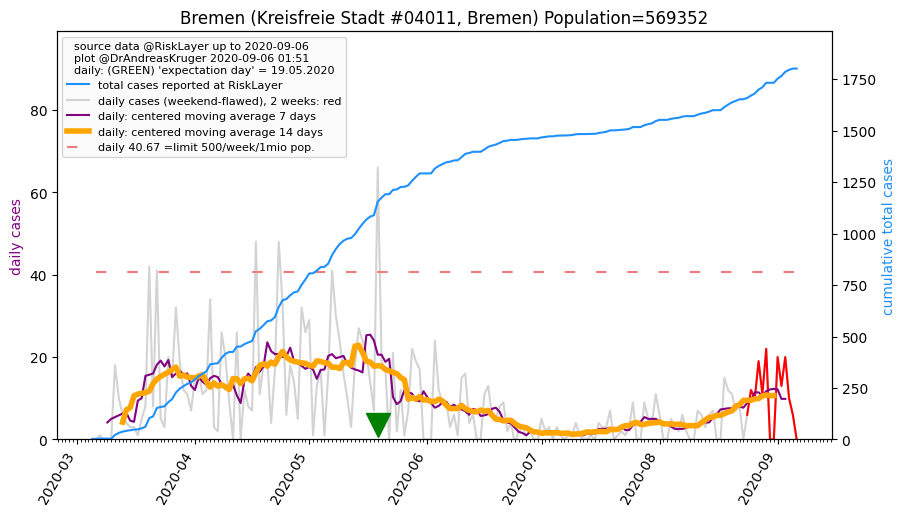 Bremen (Kreisfreie Stadt #04011, Bremen) Population=569352
source data @RiskLayer up to 2020-09-06
plot @DrAndreasKruger 2020-09-06 01:51
daily: (GREEN) 'expectation day' = 19.05.2020
total cases reported at RiskLayer
daily cases (weekend-flawed), 2 weeks: red
daily: centered moving average 7 days
daily: centered moving average 14 days
daily 40.67 =limit 500/week/1mio pop.
daily cases
80
60
40
20
0
cumulative total cases
1750
1500
1250
1000
750
500
250
0
2020-03
2020-04
2020-05
2020-06
2020-07
2020-08
2020-09